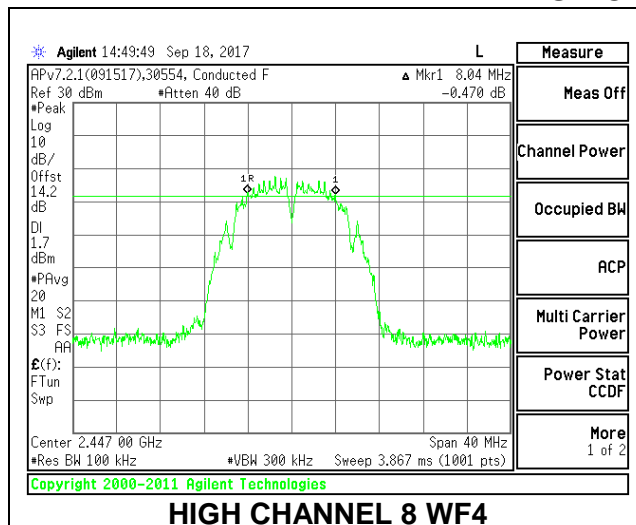 Agilent 14:49:49 Sep 18, 2017 L
Measure
APv7.2.1(091517),30554, Conducted F
Δ Mkr1 8.04 MHz
Ref 30 dBm #Atten 40 dB -0.470 dB
Meas Off
#Peak
Log
10
dB/
Offst
14.2
dB
DI
1.7
dBm
#PAvg
20
M1 S2
S3 FS
AA
£(f):
FTun
Swp
1R
1
Channel Power
Occupied BW
ACP
Multi Carrier
Power
Power Stat
CCDF
More
1 of 2
Center 2.447 00 GHz Span 40 MHz
#Res BW 100 kHz #VBW 300 kHz Sweep 3.867 ms (1001 pts)
Copyright 2000-2011 Agilent Technologies
HIGH CHANNEL 8 WF4